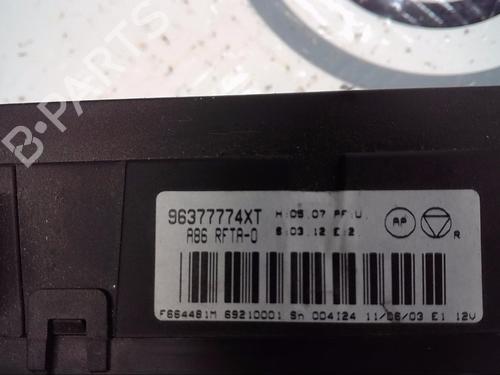 B-PARTS
96377774XT H:05.07 PF:U.
A86 RFTA-0 S:03.12 E:2.
AP
R
F664481M 69210001 Sn 004124 11/06/03 E1 12V